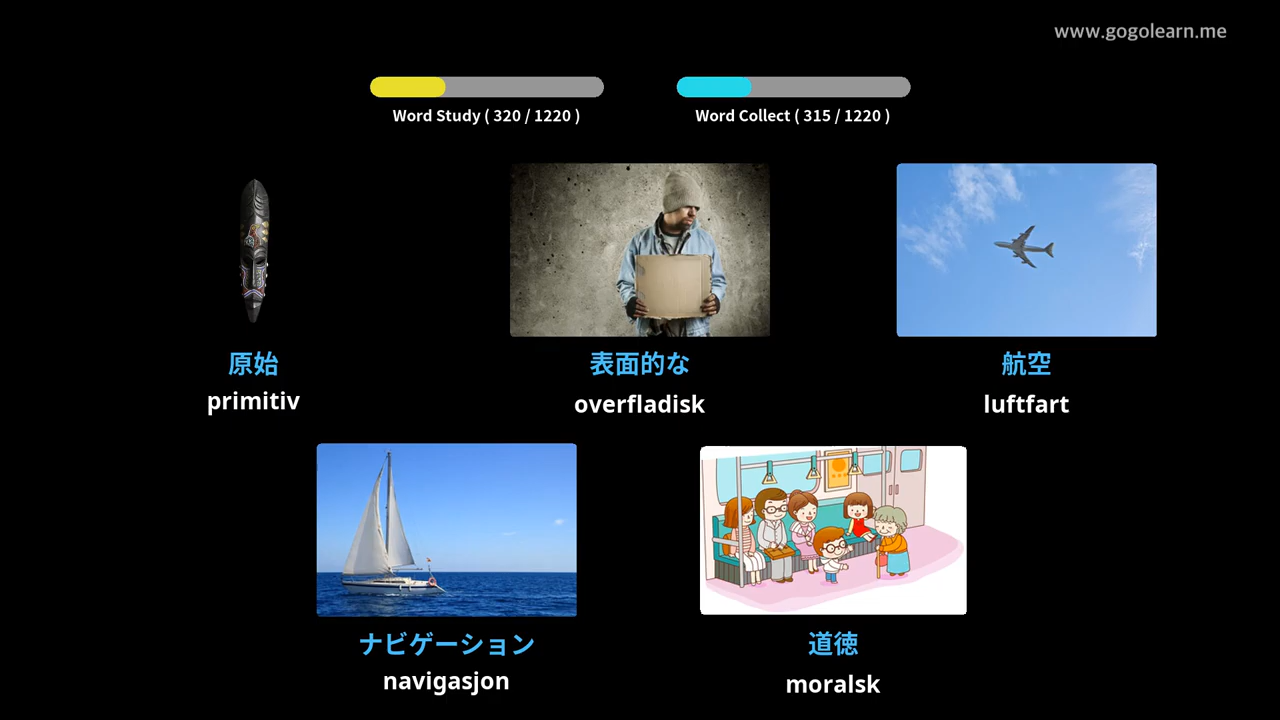 www.gogolearn.me
Word Study ( 320 / 1220 )
Word Collect ( 315 / 1220 )
原始
primitiv
表面的な
overfladisk
航空
luftfart
ナビゲーション
navigasjon
道徳
moralsk